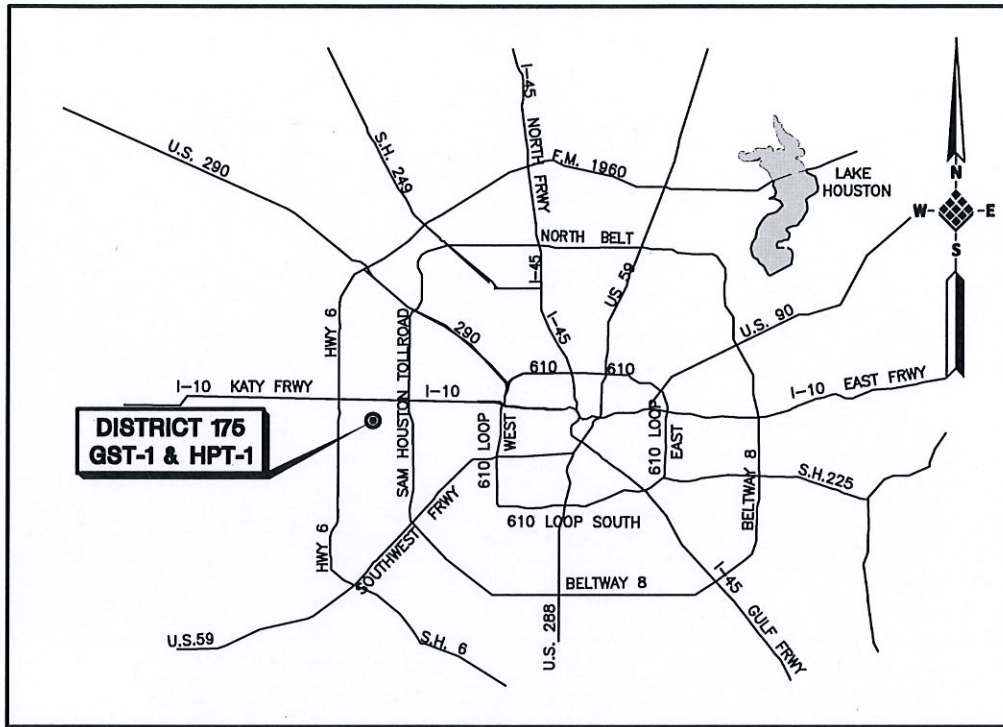 U.S. 290
S.H. 249
I-45 NORTH FRWY
F.M. 1960
LAKE
HOUSTON
N
W
E
S
NORTH BELT
I-45
US 59
U.S. 90
HWY 6
SAM HOUSTON TOLLROAD
290
I-45
610
610
I-10 KATY FRWY
I-10
I-10 EAST FRWY
DISTRICT 175
GST-1 & HPT-1
610 LOOP
WEST
610 LOOP
EAST
BELTWAY 8
S.H.225
610 LOOP SOUTH
HWY 6
SOUTHWEST FRWY
BELTWAY 8
I-45 GULF FRWY
U.S.59
S.H. 6
U.S. 288